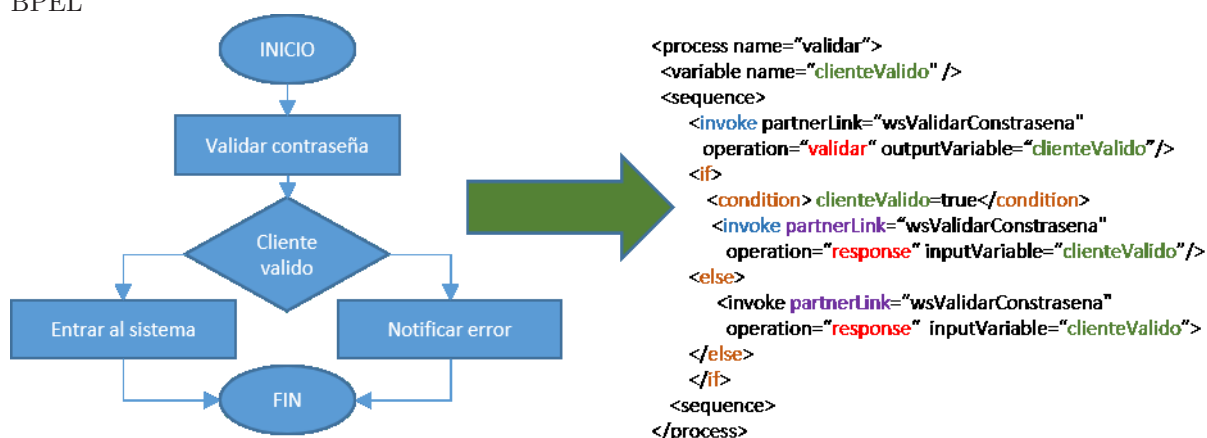 BPEL
INICIO
Validar contraseña
Cliente
valido
Entrar al sistema
Notificar error
FIN
<process name="validar">
<variable name="clienteValido" />
<sequence>
<invoke partnerLink="wsValidarConstrasena"
operation="validar" outputVariable="clienteValido"/>
<if>
<condition> clienteValido=true</condition>
<invoke partnerLink="wsValidarConstrasena"
operation="response" inputVariable="clienteValido"/>
<else>
<invoke partnerLink="wsValidarConstrasena"
operation="response" inputVariable="clienteValido">
</else>
</if>
<sequence>
</process>